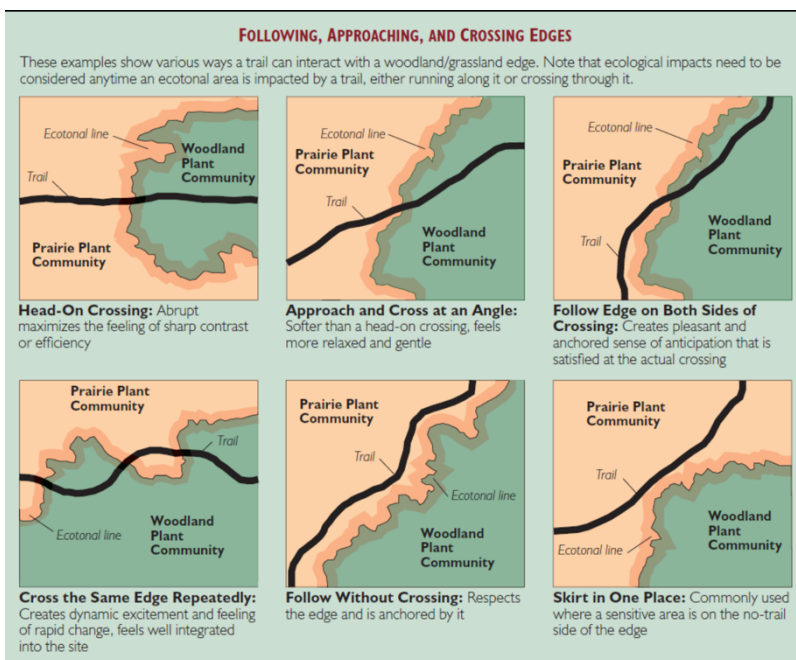 FOLLOWING, APPROACHING, AND CROSSING EDGES
These examples show various ways a trail can interact with a woodland/grassland edge. Note that ecological impacts need to be
considered anytime an ecotonal area is impacted by a trail, either running along it or crossing through it.
Ecotonal line
Woodland
Plant
Community
Trail
Prairie Plant
Community
Head-On Crossing: Abrupt
maximizes the feeling of sharp contrast
or efficiency
Ecotonal line
Prairie Plant
Community
Trail
Woodland
Plant
Community
Approach and Cross at an Angle:
Softer than a head-on crossing, feels
more relaxed and gentle
Ecotonal line
Prairie Plant
Community
Trail
Woodland
Plant
Community
Follow Edge on Both Sides of
Crossing: Creates pleasant and
anchored sense of anticipation that is
satisfied at the actual crossing
Prairie Plant
Community
Trail
Ecotonal line
Woodland
Plant
Community
Cross the Same Edge Repeatedly:
Creates dynamic excitement and feeling
of rapid change, feels well integrated
into the site
Prairie Plant
Community
Trail
Ecotonal line
Woodland
Plant
Community
Follow Without Crossing: Respects
the edge and is anchored by it
Prairie Plant
Community
Trail
Woodland
Plant
Community
Ecotonal line
Skirt in One Place: Commonly used
where a sensitive area is on the no-trail
side of the edge